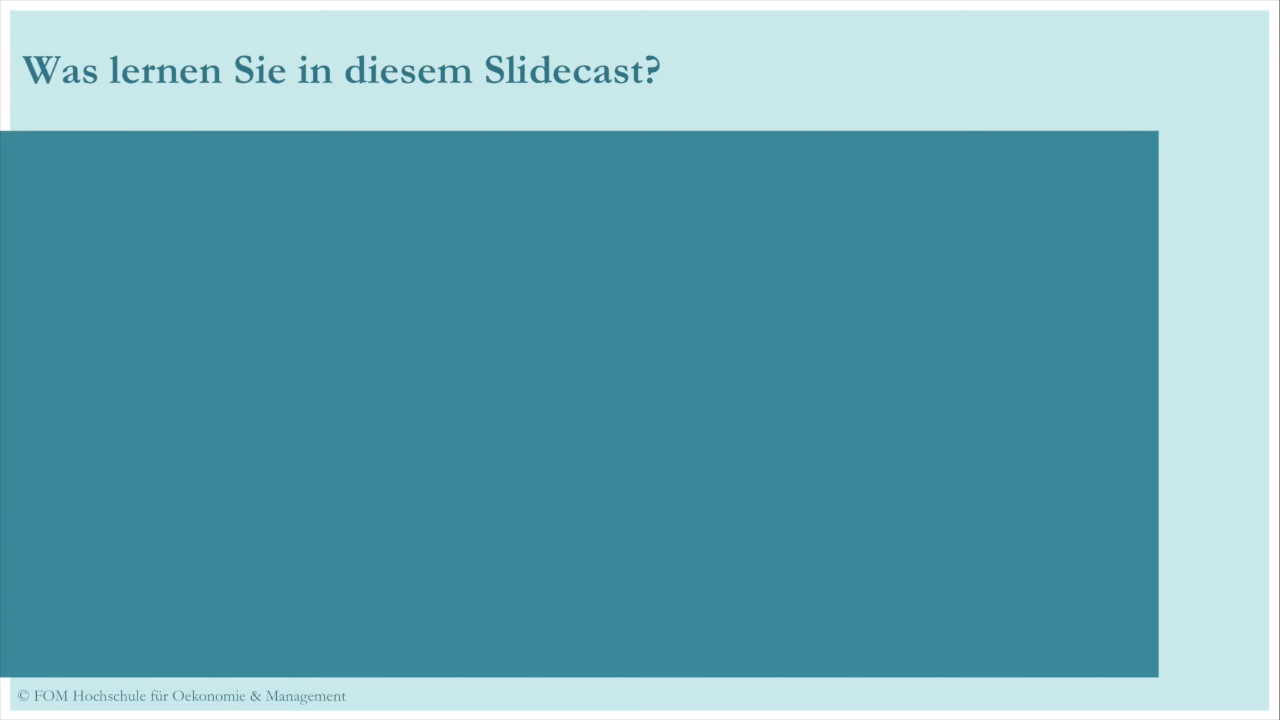 Was lernen Sie in diesem Slidecast?
© FOM Hochschule für Oekonomie & Management